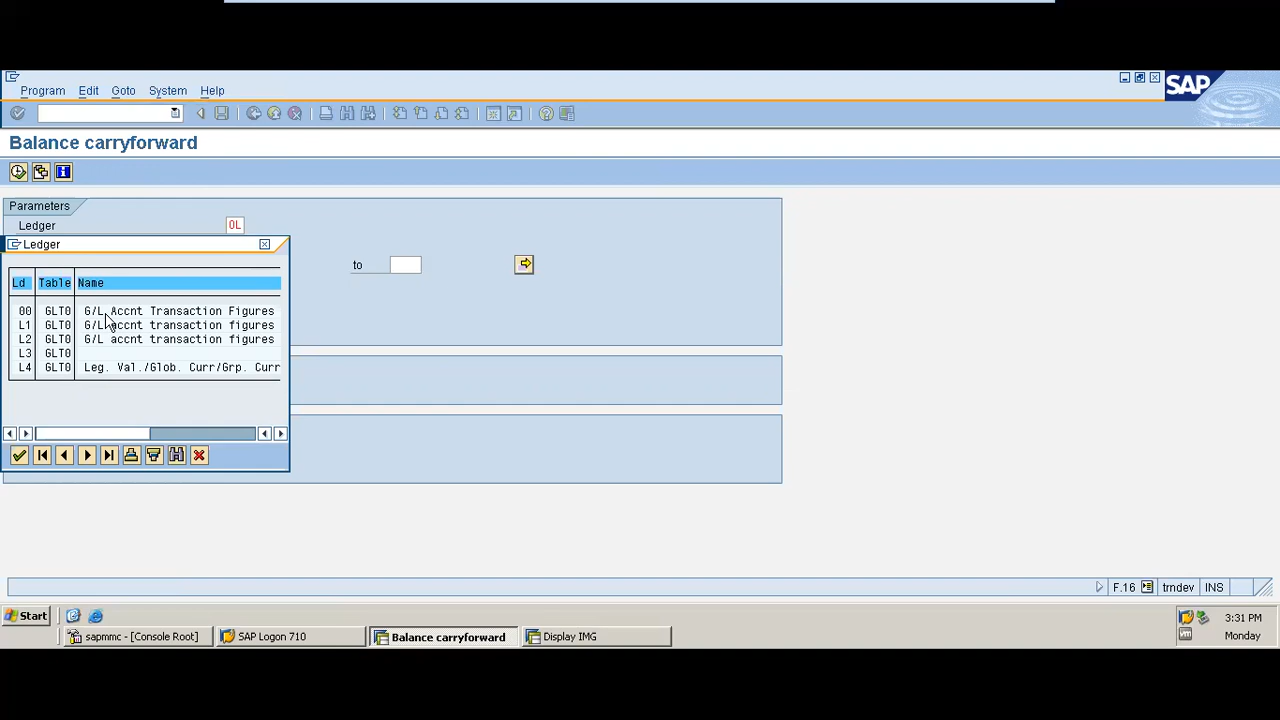 Program Edit Goto System Help
SAP
Balance carryforward
Parameters
Ledger 0L
Ledger
to
Ld Table Name
00 GLT0 G/L Accnt Transaction Figures
L1 GLT0 G/L accnt transaction figures
L2 GLT0 G/L accnt transaction figures
L3 GLT0
L4 GLT0 Leg. Val./Glob. Curr/Grp. Curr
F.16 trndev INS
Start
3:31 PM
sapmmc - [Console Root] SAP Logon 710 Balance carryforward Display IMG
Monday